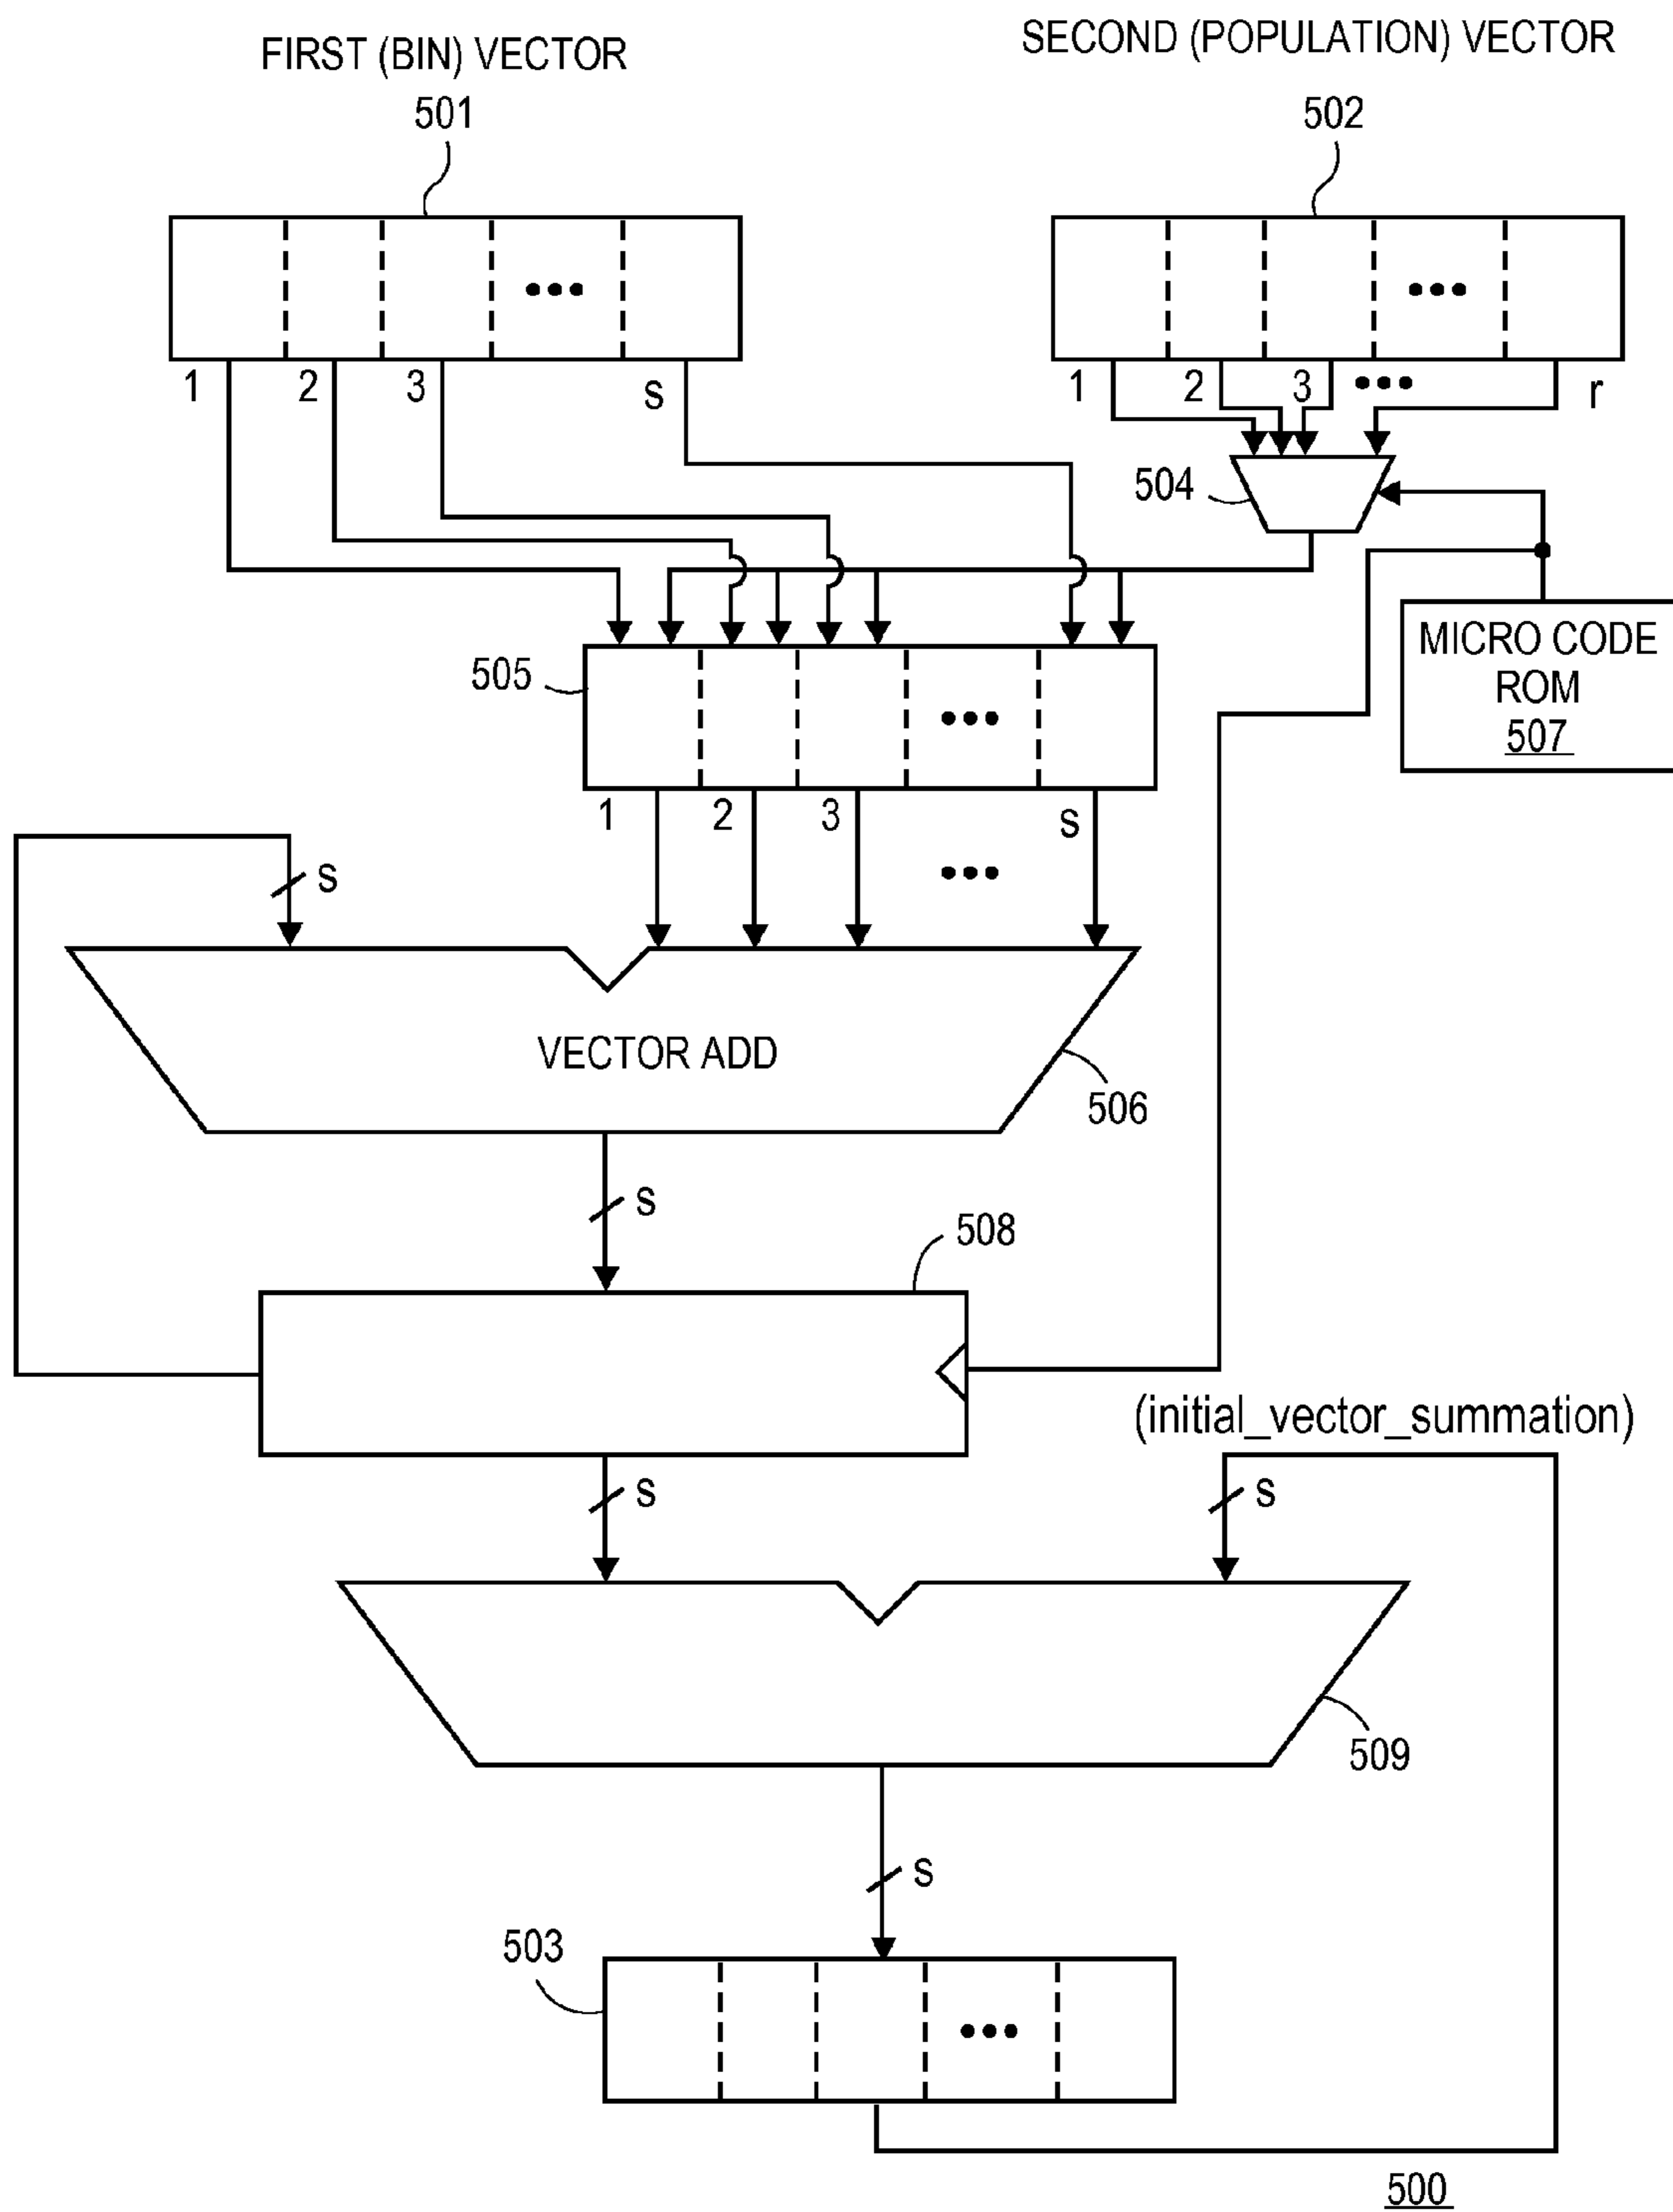 FIRST (BIN) VECTOR
501
SECOND (POPULATION) VECTOR
502
1 2 3 s
1 2 3 ••• r
504
505
MICRO CODE
ROM
507
1 2 3 s
s
VECTOR ADD
506
s
508
(initial_vector_summation)
s
s
509
s
503
500